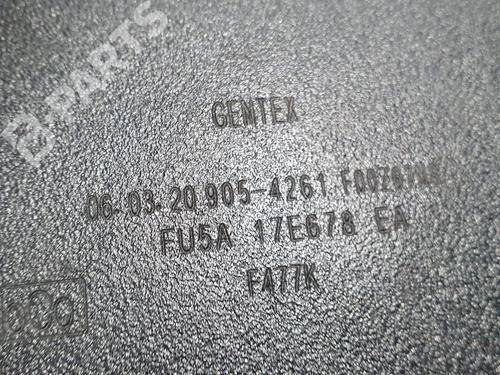 B-PARTS
GENTEX
06-03-20 905-4261
FU5A 17E678 EA
FA77K